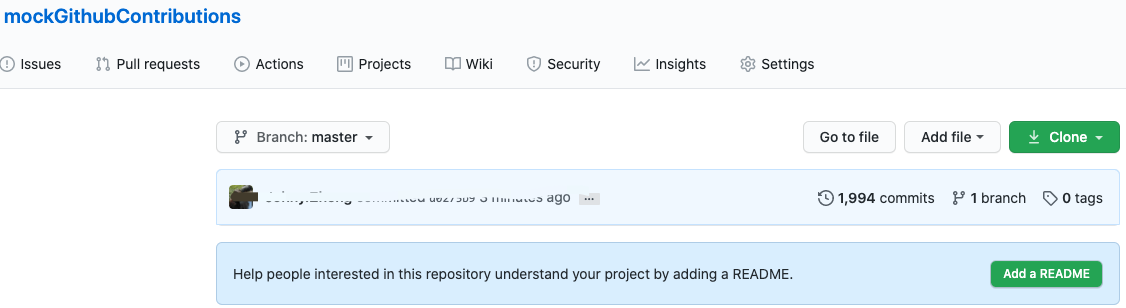 mockGithubContributions
Issues Pull requests Actions Projects Wiki Security Insights Settings
Branch: master Go to file Add file Clone
committed 3 minutes ago ... 1,994 commits 1 branch 0 tags
Help people interested in this repository understand your project by adding a README. Add a README